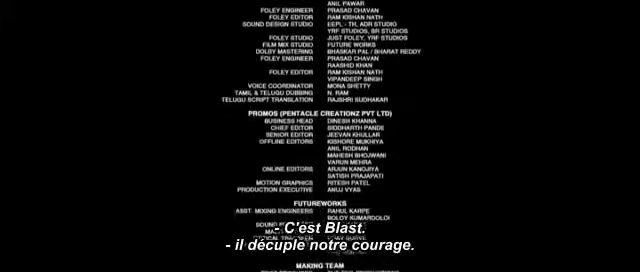 ANIL PAWAR
FOLEY ENGINEER PRASAD CHAVAN
FOLEY EDITOR RAM KISHAN NATH
SOUND DESIGN STUDIO EEPL - TH, ADR STUDIO
YRF STUDIOS, BR STUDIOS
FOLEY STUDIO JUST FOLEY, YRF STUDIOS
FILM MIX STUDIO FUTURE WORKS
DOLBY MASTERING BHASKAR PAL / BHARAT REDDY
FOLEY ENGINEER PRASAD CHAVAN
RAASHID KHAN
FOLEY EDITOR RAM KISHAN NATH
VIPANDEEP SINGH
VOICE COORDINATOR MONA SHETTY
TAMIL & TELUGU DUBBING N. RAM
TELUGU SCRIPT TRANSLATION RAJSHRI SUDHAKAR
PROMOS (PENTACLE CREATIONZ PVT LTD)
BUSINESS HEAD DINESH KHANNA
CHIEF EDITOR SIDDHARTH PANDE
SENIOR EDITOR JEEVAN KHULLAR
OFFLINE EDITORS KISHORE MUKHIYA
ANIL RODHAN
MAHESH BHOJWANI
VARUN MEHRA
ONLINE EDITORS ARJUN KANOJIYA
SATISH PRAJAPATI
MOTION GRAPHICS RITESH PATEL
PRODUCTION EXECUTIVE ANUJ VYAS
FUTUREWORKS
ASST. MIXING ENGINEERS RAHUL KARPE
BOLOY KUMARDOLOI
- C'est Blast.
- il décuple notre courage.
MAKING TEAM